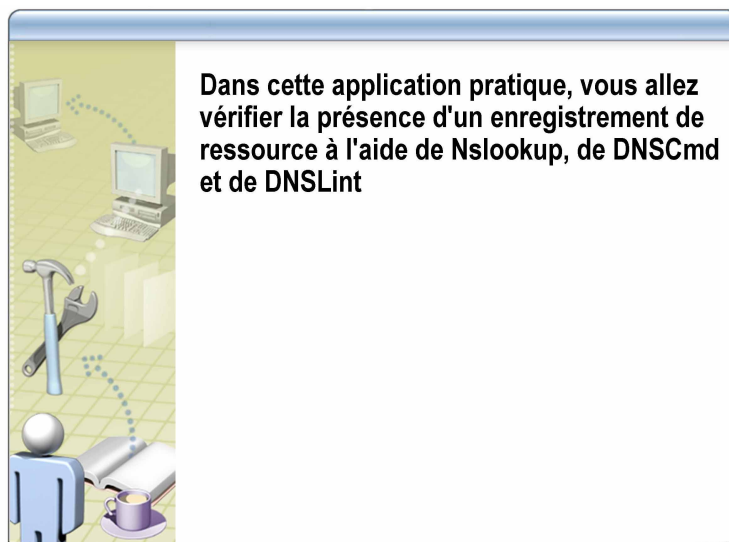 Dans cette application pratique, vous allez
vérifier la présence d'un enregistrement de
ressource à l'aide de Nslookup, de DNSCmd
et de DNSLint